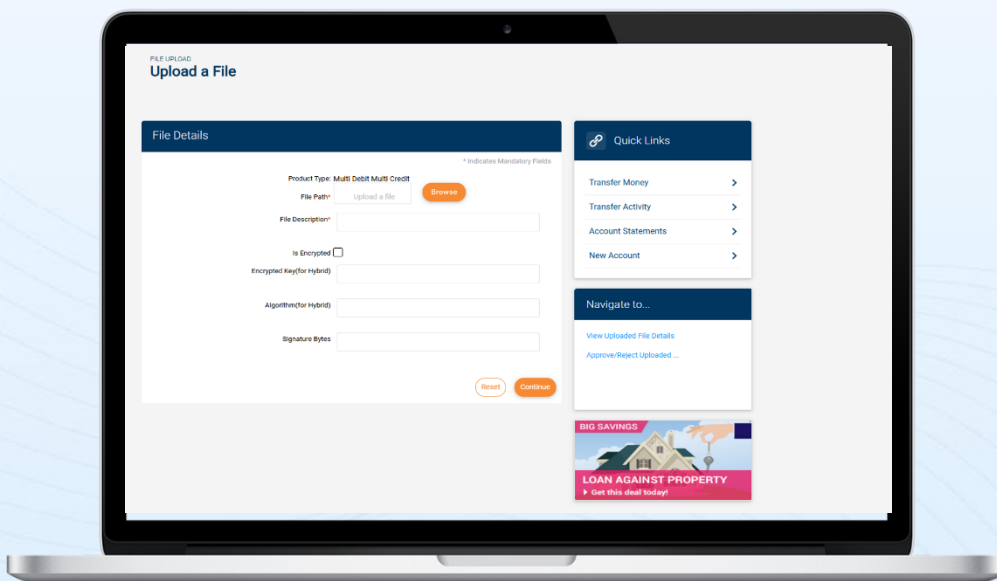 FILE UPLOAD
Upload a File
File Details
* Indicates Mandatory Fields
Product Type: Multi Debit Multi Credit
File Path* Upload a file Browse
File Description*
Is Encrypted
Encrypted Key(for Hybrid)
Algorithm(for Hybrid)
Signature Bytes
Reset Continue
Quick Links
Transfer Money
Transfer Activity
Account Statements
New Account
Navigate to...
View Uploaded File Details
Approve/Reject Uploaded ...
BIG SAVINGS
LOAN AGAINST PROPERTY
Get this deal today!